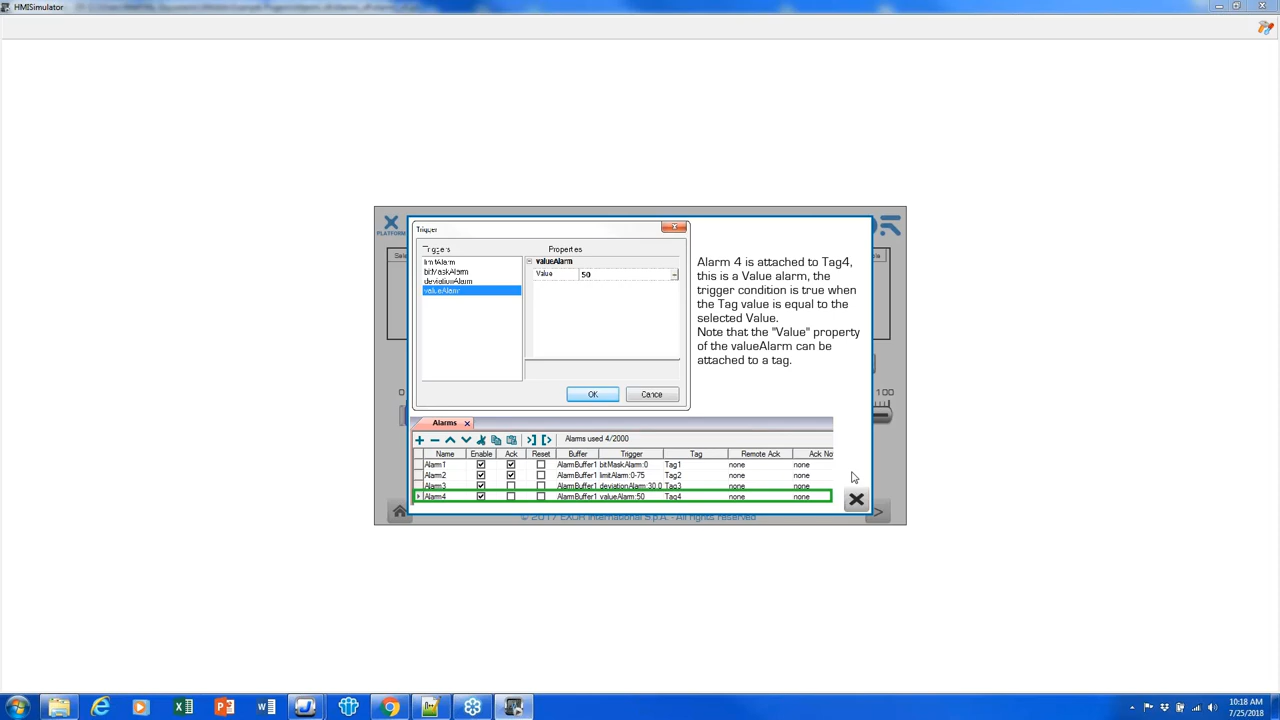 HMISimulator
PLATFORM
Trigger
Triggers
Properties
limitAlarm
bitMaskAlarm
deviationAlarm
valueAlarm
valueAlarm
Value
50
OK
Cance
Alarm 4 is attached to Tag4,
this is a Value alarm, the
trigger condition is true when
the Tag value is equal to the
selected Value.
Note that the "Value" property
of the valueAlarm can be
attached to a tag.
0
100
Alarms
Alarms used 4/2000
Name Enable Ack Reset Buffer Trigger Tag Remote Ack Ack No
Alarm1 AlarmBuffer1 bitMaskAlarm:0 Tag1 none none
Alarm2 AlarmBuffer1 limitAlarm:0-75 Tag2 none none
Alarm3 AlarmBuffer1 deviationAlarm:30.0 Tag3 none none
Alarm4 AlarmBuffer1 valueAlarm:50 Tag4 none none
© 2017 EXOR International S.p.A. - All rights reserved
10:18 AM
7/25/2018